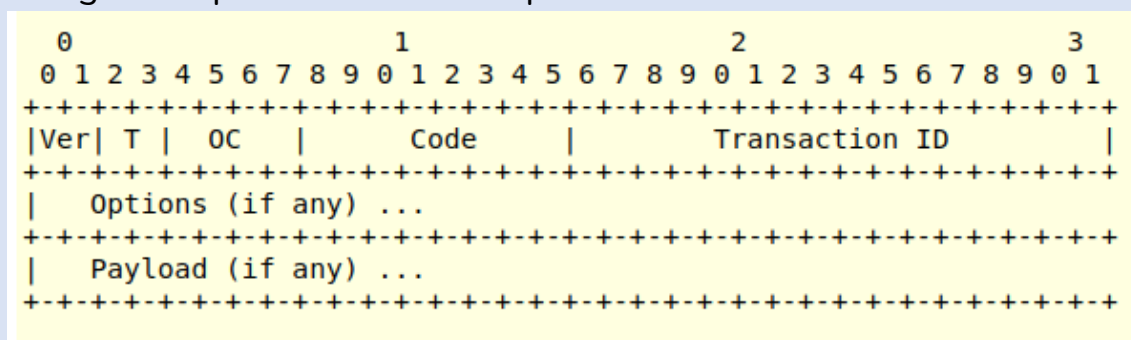 0                   1                   2                   3
 0 1 2 3 4 5 6 7 8 9 0 1 2 3 4 5 6 7 8 9 0 1 2 3 4 5 6 7 8 9 0 1
+-+-+-+-+-+-+-+-+-+-+-+-+-+-+-+-+-+-+-+-+-+-+-+-+-+-+-+-+-+-+-+-+
|Ver| T |  OC   |      Code     |        Transaction ID         |
+-+-+-+-+-+-+-+-+-+-+-+-+-+-+-+-+-+-+-+-+-+-+-+-+-+-+-+-+-+-+-+-+
|   Options (if any) ...
+-+-+-+-+-+-+-+-+-+-+-+-+-+-+-+-+-+-+-+-+-+-+-+-+-+-+-+-+-+-+-+-+
|   Payload (if any) ...
+-+-+-+-+-+-+-+-+-+-+-+-+-+-+-+-+-+-+-+-+-+-+-+-+-+-+-+-+-+-+-+-+